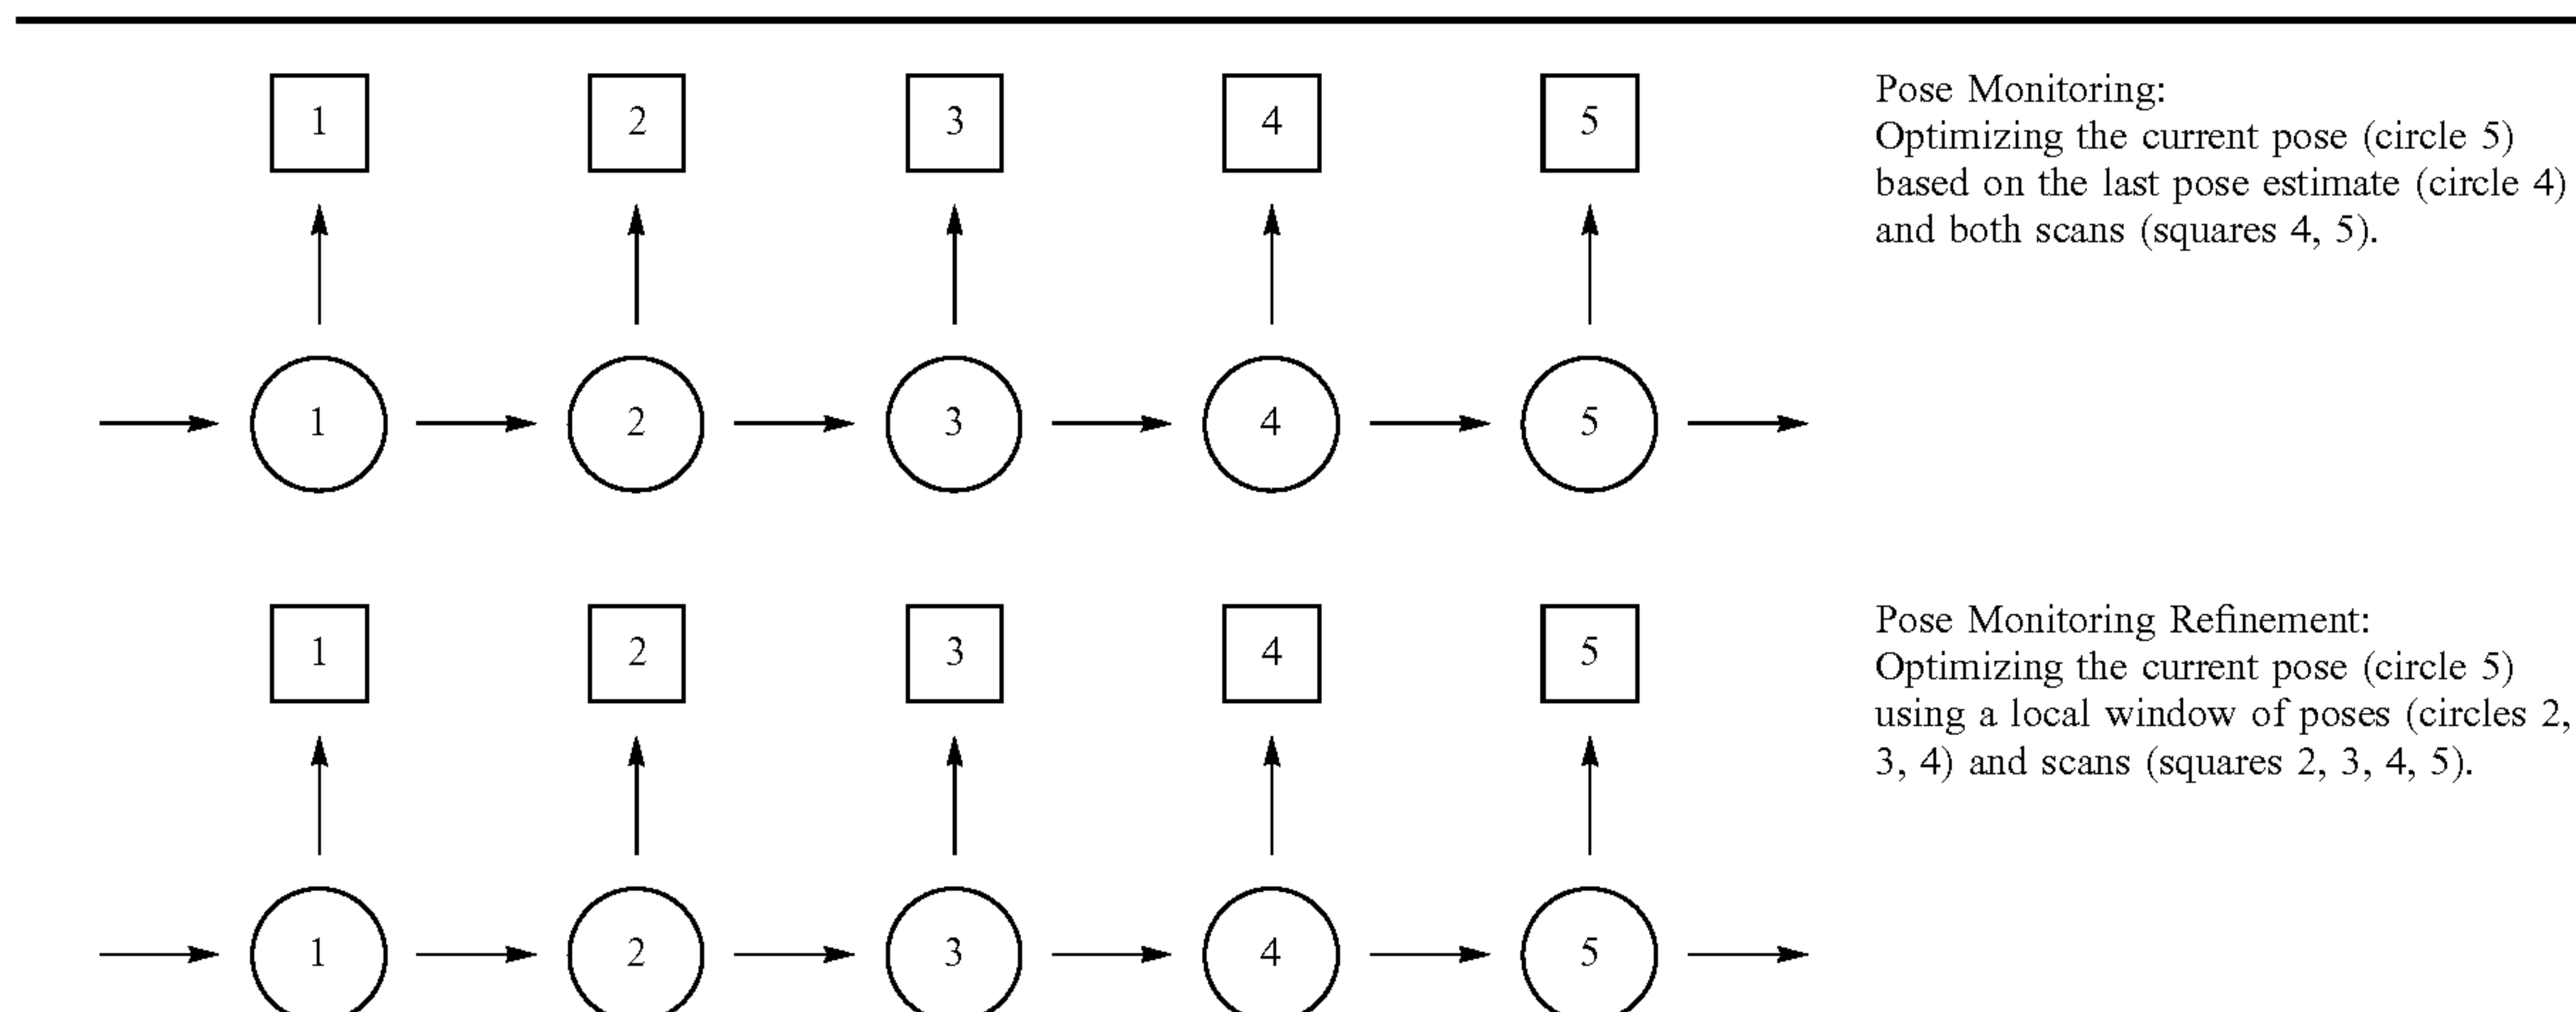 1 2 3 4 5
Pose Monitoring:
Optimizing the current pose (circle 5)
based on the last pose estimate (circle 4)
and both scans (squares 4, 5).
1 2 3 4 5
1 2 3 4 5
Pose Monitoring Refinement:
Optimizing the current pose (circle 5)
using a local window of poses (circles 2,
3, 4) and scans (squares 2, 3, 4, 5).
1 2 3 4 5